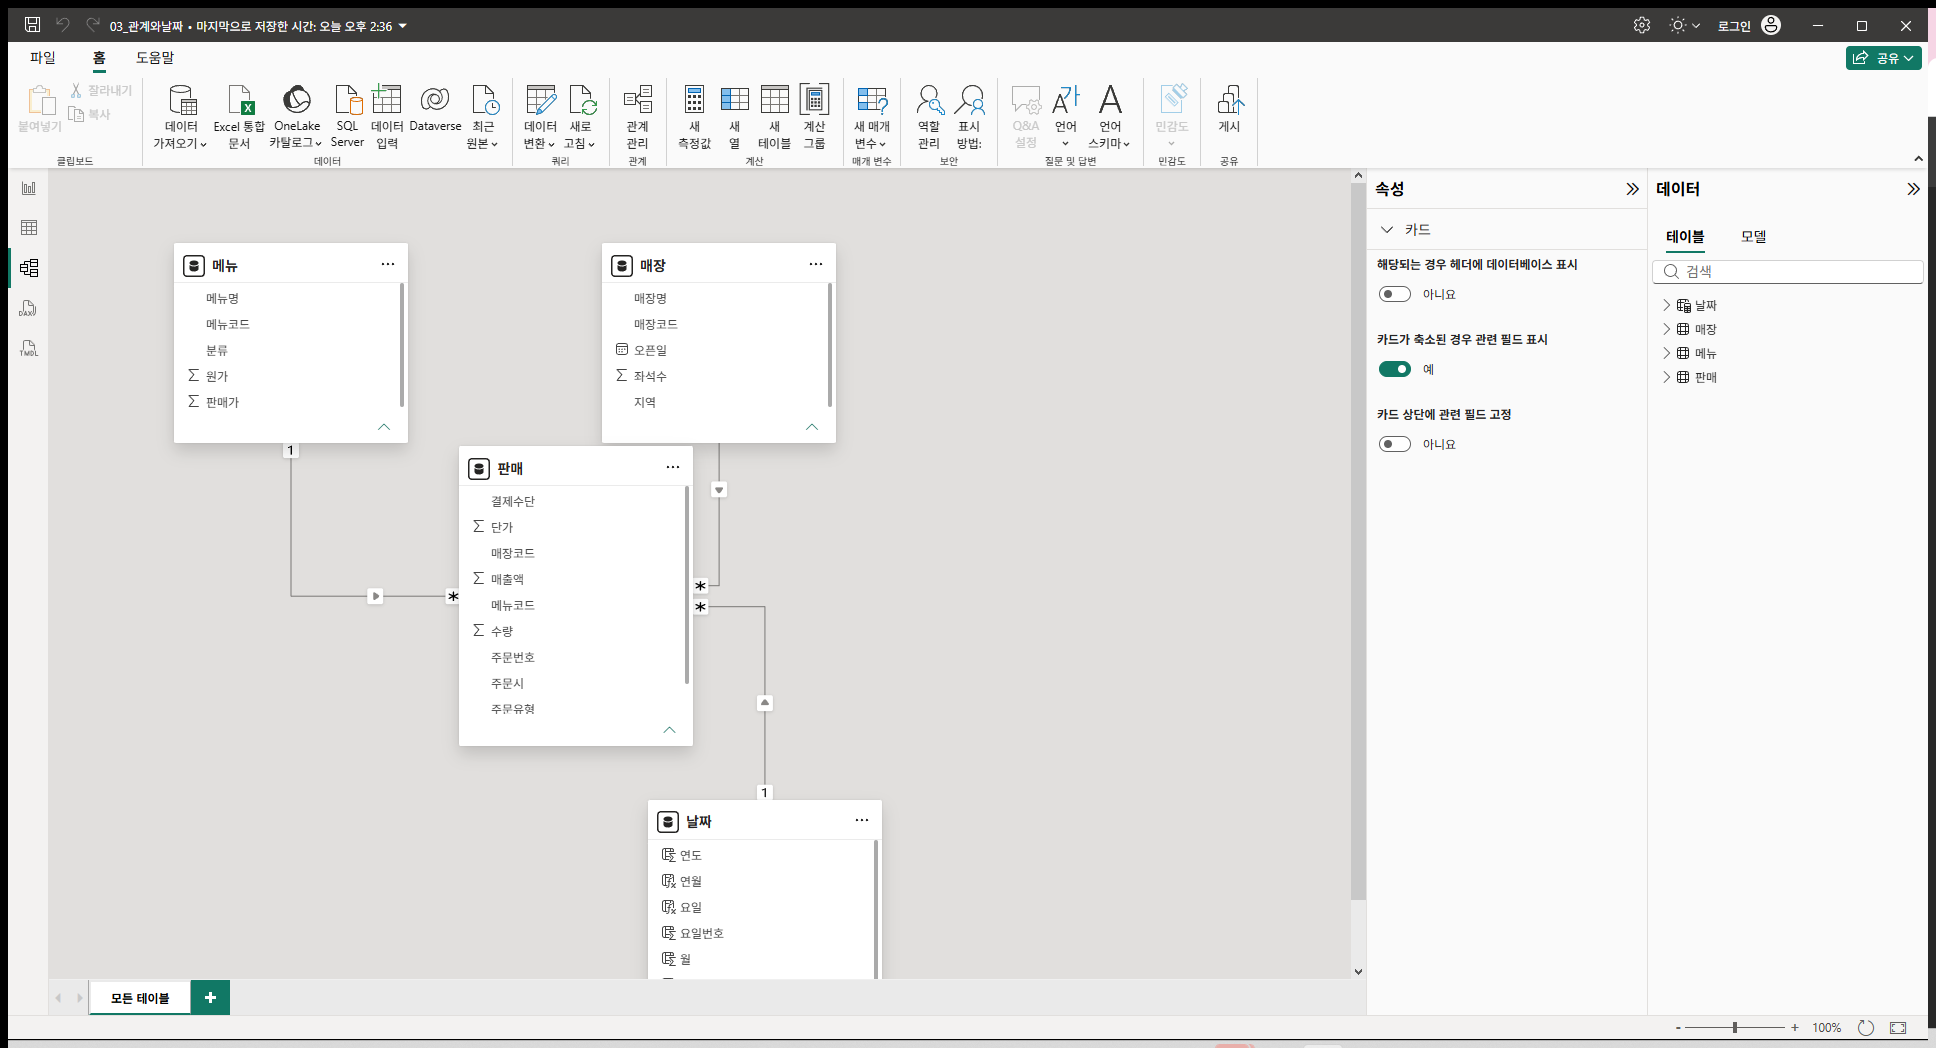 03_관계와날짜 • 마지막으로 저장한 시간: 오늘 오후 2:36
로그인
파일
홈
도움말
공유
붙여넣기
잘라내기
복사
클립보드
데이터
가져오기
Excel 통합
문서
OneLake
카탈로그
SQL
Server
데이터
입력
Dataverse
최근
원본
데이터
데이터
변환
새로
고침
쿼리
관계
관리
관계
새
측정값
새
열
새
테이블
계산
그룹
계산
새 매개
변수
매개 변수
역할
관리
표시
방법:
보안
Q&A
설정
언어
언어
스키마
질문 및 답변
민감도
민감도
게시
공유
DAX
TMDL
메뉴
메뉴명
메뉴코드
분류
원가
판매가
1
매장
매장명
매장코드
오픈일
좌석수
지역
판매
결제수단
단가
매장코드
매출액
메뉴코드
수량
주문번호
주문시
주문유형
*
*
*
1
날짜
연도
연월
요일
요일번호
월
속성
카드
해당되는 경우 헤더에 데이터베이스 표시
아니요
카드가 축소된 경우 관련 필드 표시
예
카드 상단에 관련 필드 고정
아니요
데이터
테이블
모델
검색
날짜
매장
메뉴
판매
모든 테이블
+
- + 100%